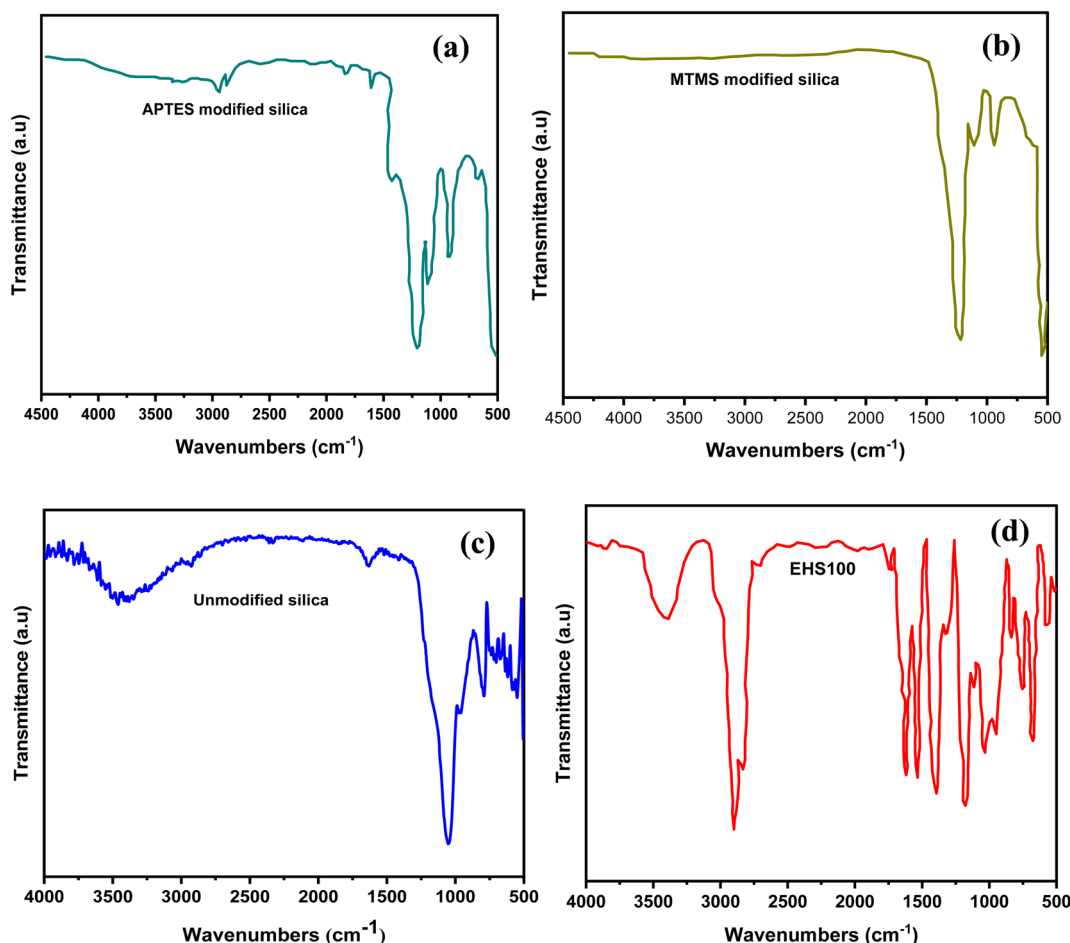 (a)
APTES modified silica
Transmittance (a.u)
4500 4000 3500 3000 2500 2000 1500 1000 500
Wavenumbers (cm-1)
(b)
MTMS modified silica
Trtansmittance (a.u)
4500 4000 3500 3000 2500 2000 1500 1000 500
Wavenumbers (cm-1)
(c)
Unmodified silica
Transmittance (a.u)
4000 3500 3000 2500 2000 1500 1000 500
Wavenumbers (cm-1)
(d)
EHS100
Transmittance (a.u)
4000 3500 3000 2500 2000 1500 1000 500
Wavenumbers (cm-1)